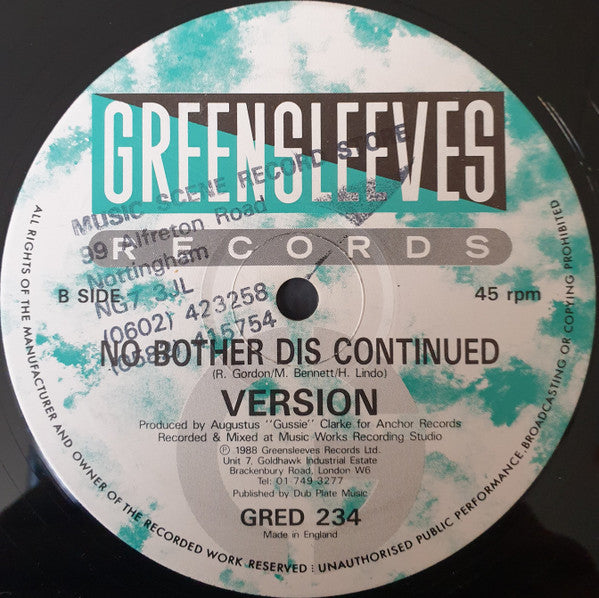 GREENSLEEVES
RECORDS
MUSIC SCENE RECORD STORE
99 Alfreton Road
Nottingham
NG7 3JL
(0602) 423258
415754
B SIDE
45 rpm
NO BOTHER DIS CONTINUED
(R. Gordon/M. Bennett/H. Lindo)
VERSION
Produced by Augustus ''Gussie'' Clarke for Anchor Records
Recorded & Mixed at Music Works Recording Studio
℗ 1988 Greensleeves Records Ltd.
Unit 7, Goldhawk Industrial Estate
Brackenbury Road, London W6
Tel: 01 749 3277
Published by Dub Plate Music
GRED 234
Made in England
ALL RIGHTS OF THE MANUFACTURER AND OWNER OF THE RECORDED WORK RESERVED : UNAUTHORISED PUBLIC PERFORMANCE, BROADCASTING OR COPYING PROHIBITED